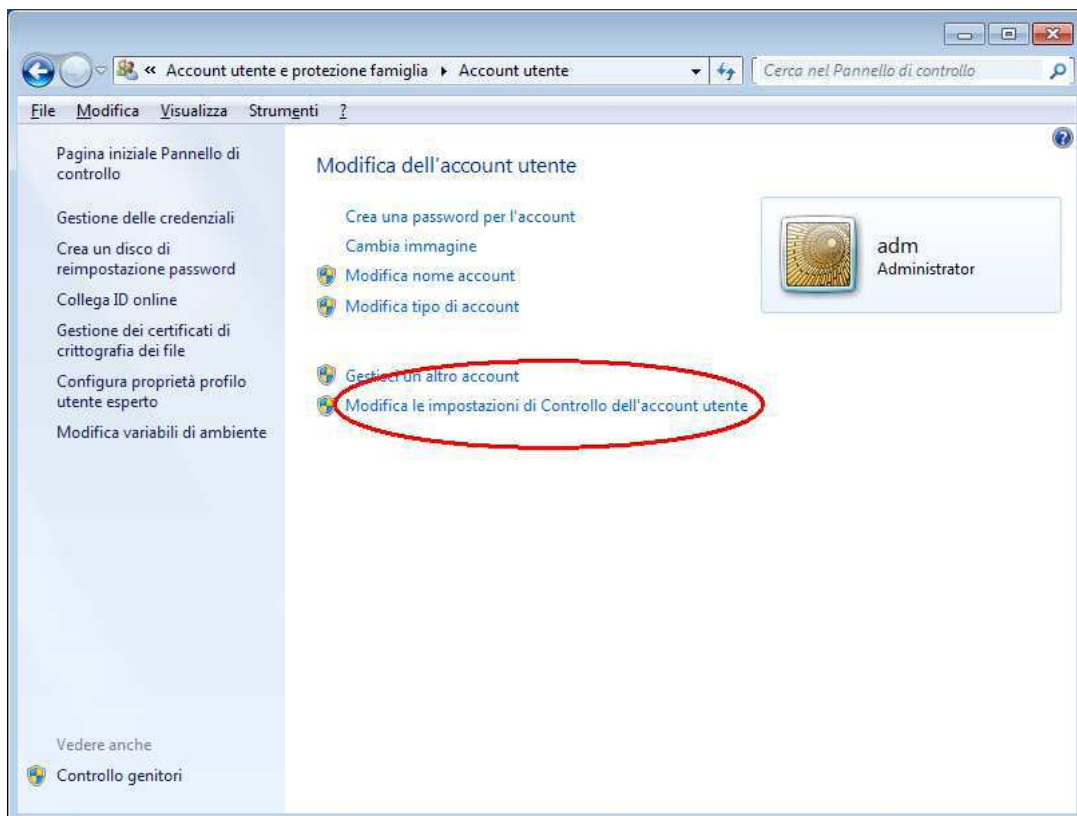 « Account utente e protezione famiglia ▸ Account utente
Cerca nel Pannello di controllo
File Modifica Visualizza Strumenti ?
Pagina iniziale Pannello di
controllo
Gestione delle credenziali
Crea un disco di
reimpostazione password
Collega ID online
Gestione dei certificati di
crittografia dei file
Configura proprietà profilo
utente esperto
Modifica variabili di ambiente
Vedere anche
Controllo genitori
Modifica dell'account utente
Crea una password per l'account
Cambia immagine
Modifica nome account
Modifica tipo di account
Gestisci un altro account
Modifica le impostazioni di Controllo dell'account utente
adm
Administrator